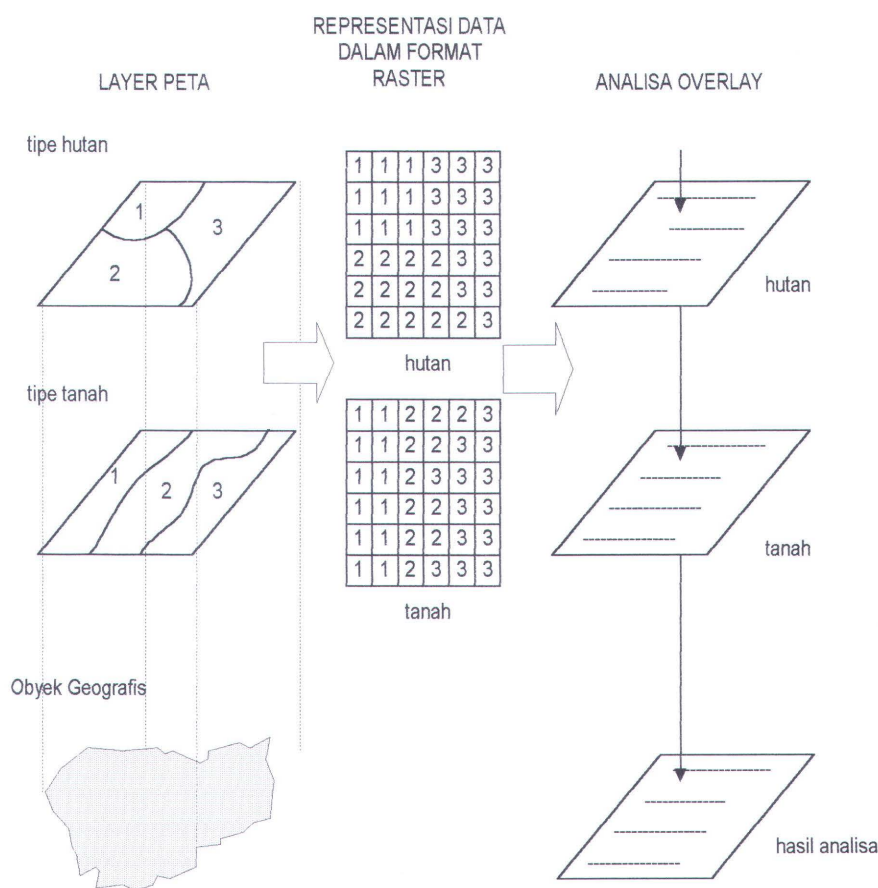 REPRESENTASI DATA
DALAM FORMAT
RASTER
LAYER PETA
ANALISA OVERLAY
tipe hutan
1
3
2
1 1 1 3 3 3
1 1 1 3 3 3
1 1 1 3 3 3
2 2 2 2 3 3
2 2 2 2 3 3
2 2 2 2 2 3
hutan
hutan
tipe tanah
1
2
3
1 1 2 2 2 3
1 1 2 2 3 3
1 1 2 3 3 3
1 1 2 2 3 3
1 1 2 2 3 3
1 1 2 3 3 3
tanah
tanah
Obyek Geografis
hasil analisa